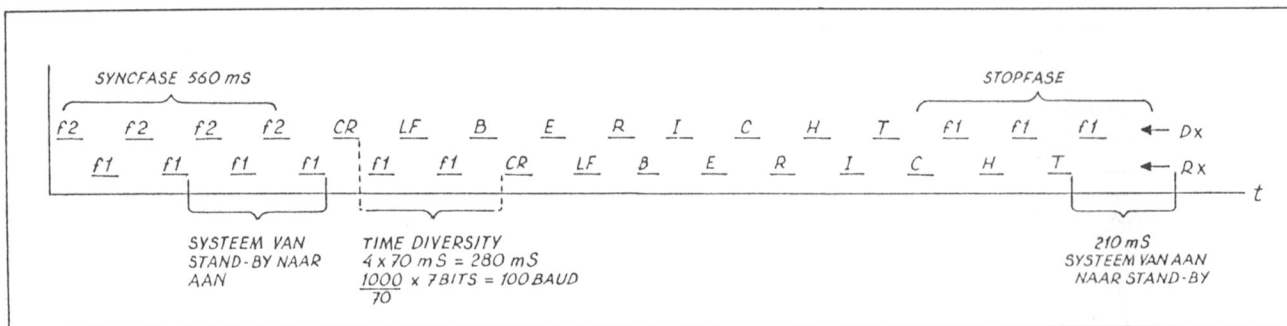 SYNCFASE 560 mS
STOPFASE
f2 f2 f2 f2 CR LF B E R I C H T f1 f1 f1 ← Dx
f1 f1 f1 f1 f1 f1 CR LF B E R I C H T ← Rx
t
SYSTEEM VAN
STAND-BY NAAR
AAN
TIME DIVERSITY
4 x 70 mS = 280 mS
1000/70 x 7 BITS = 100 BAUD
210 mS
SYSTEEM VAN AAN
NAAR STAND-BY